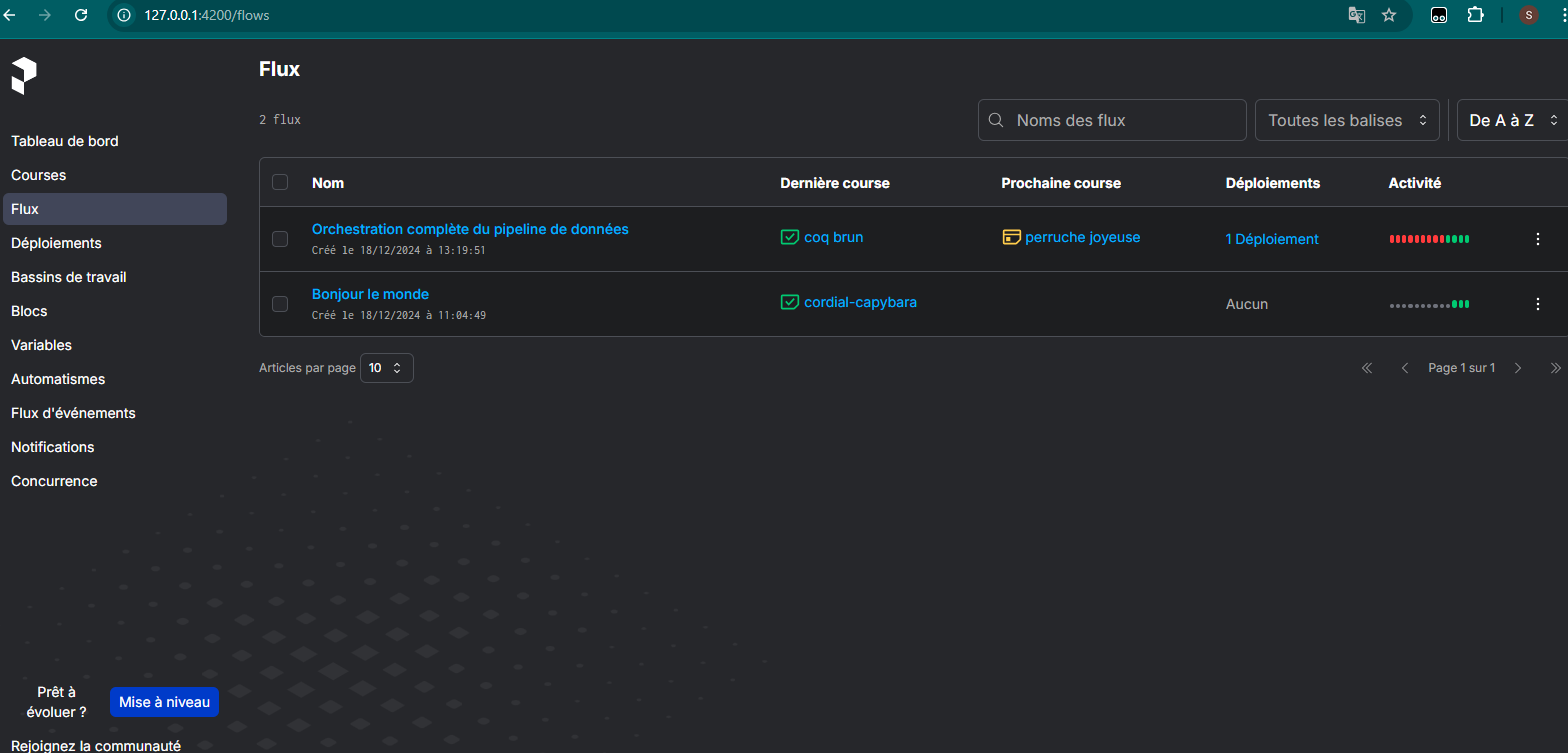 127.0.0.1:4200/flows
S
Flux
2 flux
Noms des flux
Toutes les balises
De A à Z
Tableau de bord
Courses
Flux
Déploiements
Bassins de travail
Blocs
Variables
Automatismes
Flux d'événements
Notifications
Concurrence
Nom Dernière course Prochaine course Déploiements Activité
Orchestration complète du pipeline de données coq brun perruche joyeuse 1 Déploiement
Créé le 18/12/2024 à 13:19:51
Bonjour le monde cordial-capybara Aucun
Créé le 18/12/2024 à 11:04:49
Articles par page 10 Page 1 sur 1
Prêt à
évoluer ?
Mise à niveau
Rejoignez la communauté